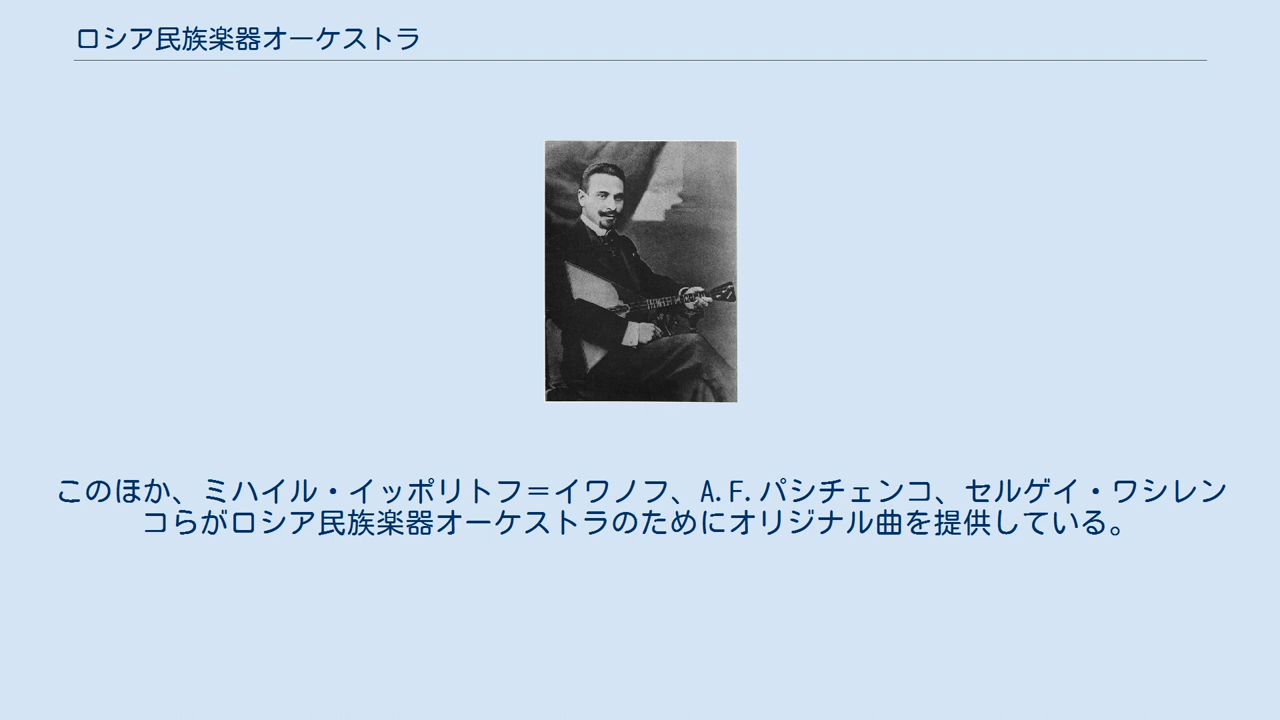 ロシア民族楽器オーケストラ
このほか、ミハイル・イッポリトフ＝イワノフ、A.F.パシチェンコ、セルゲイ・ワシレン
コらがロシア民族楽器オーケストラのためにオリジナル曲を提供している。